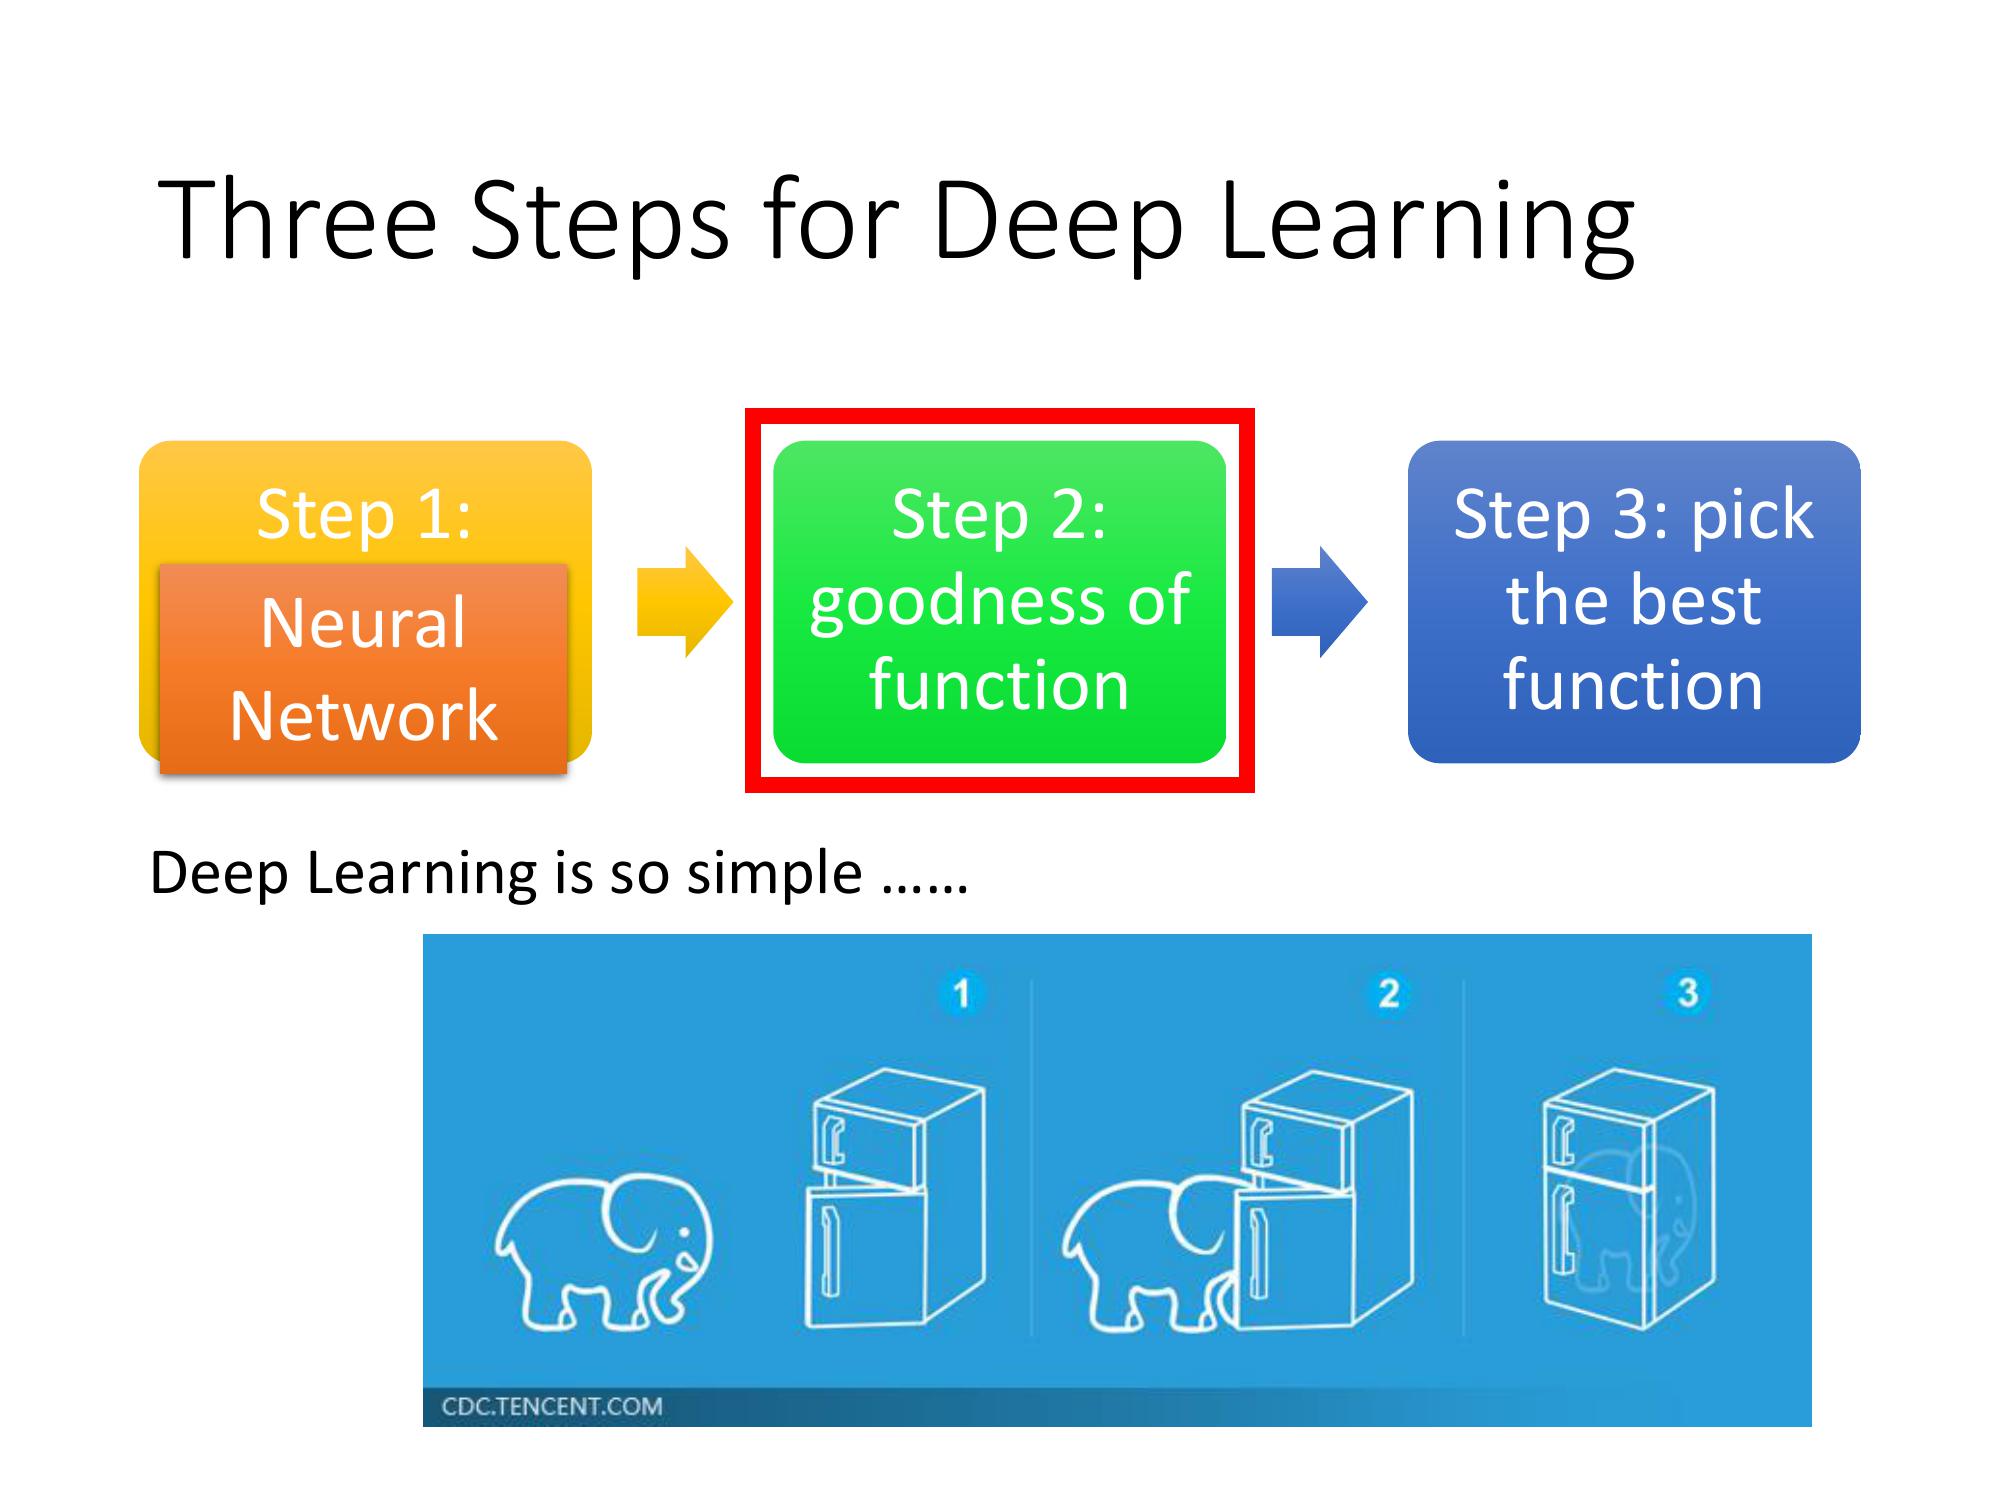 Three Steps for Deep Learning
Step 1:
Neural
Network
Step 2:
goodness of
function
Step 3: pick
the best
function
Deep Learning is so simple ......
1
2
3
CDC.TENCENT.COM